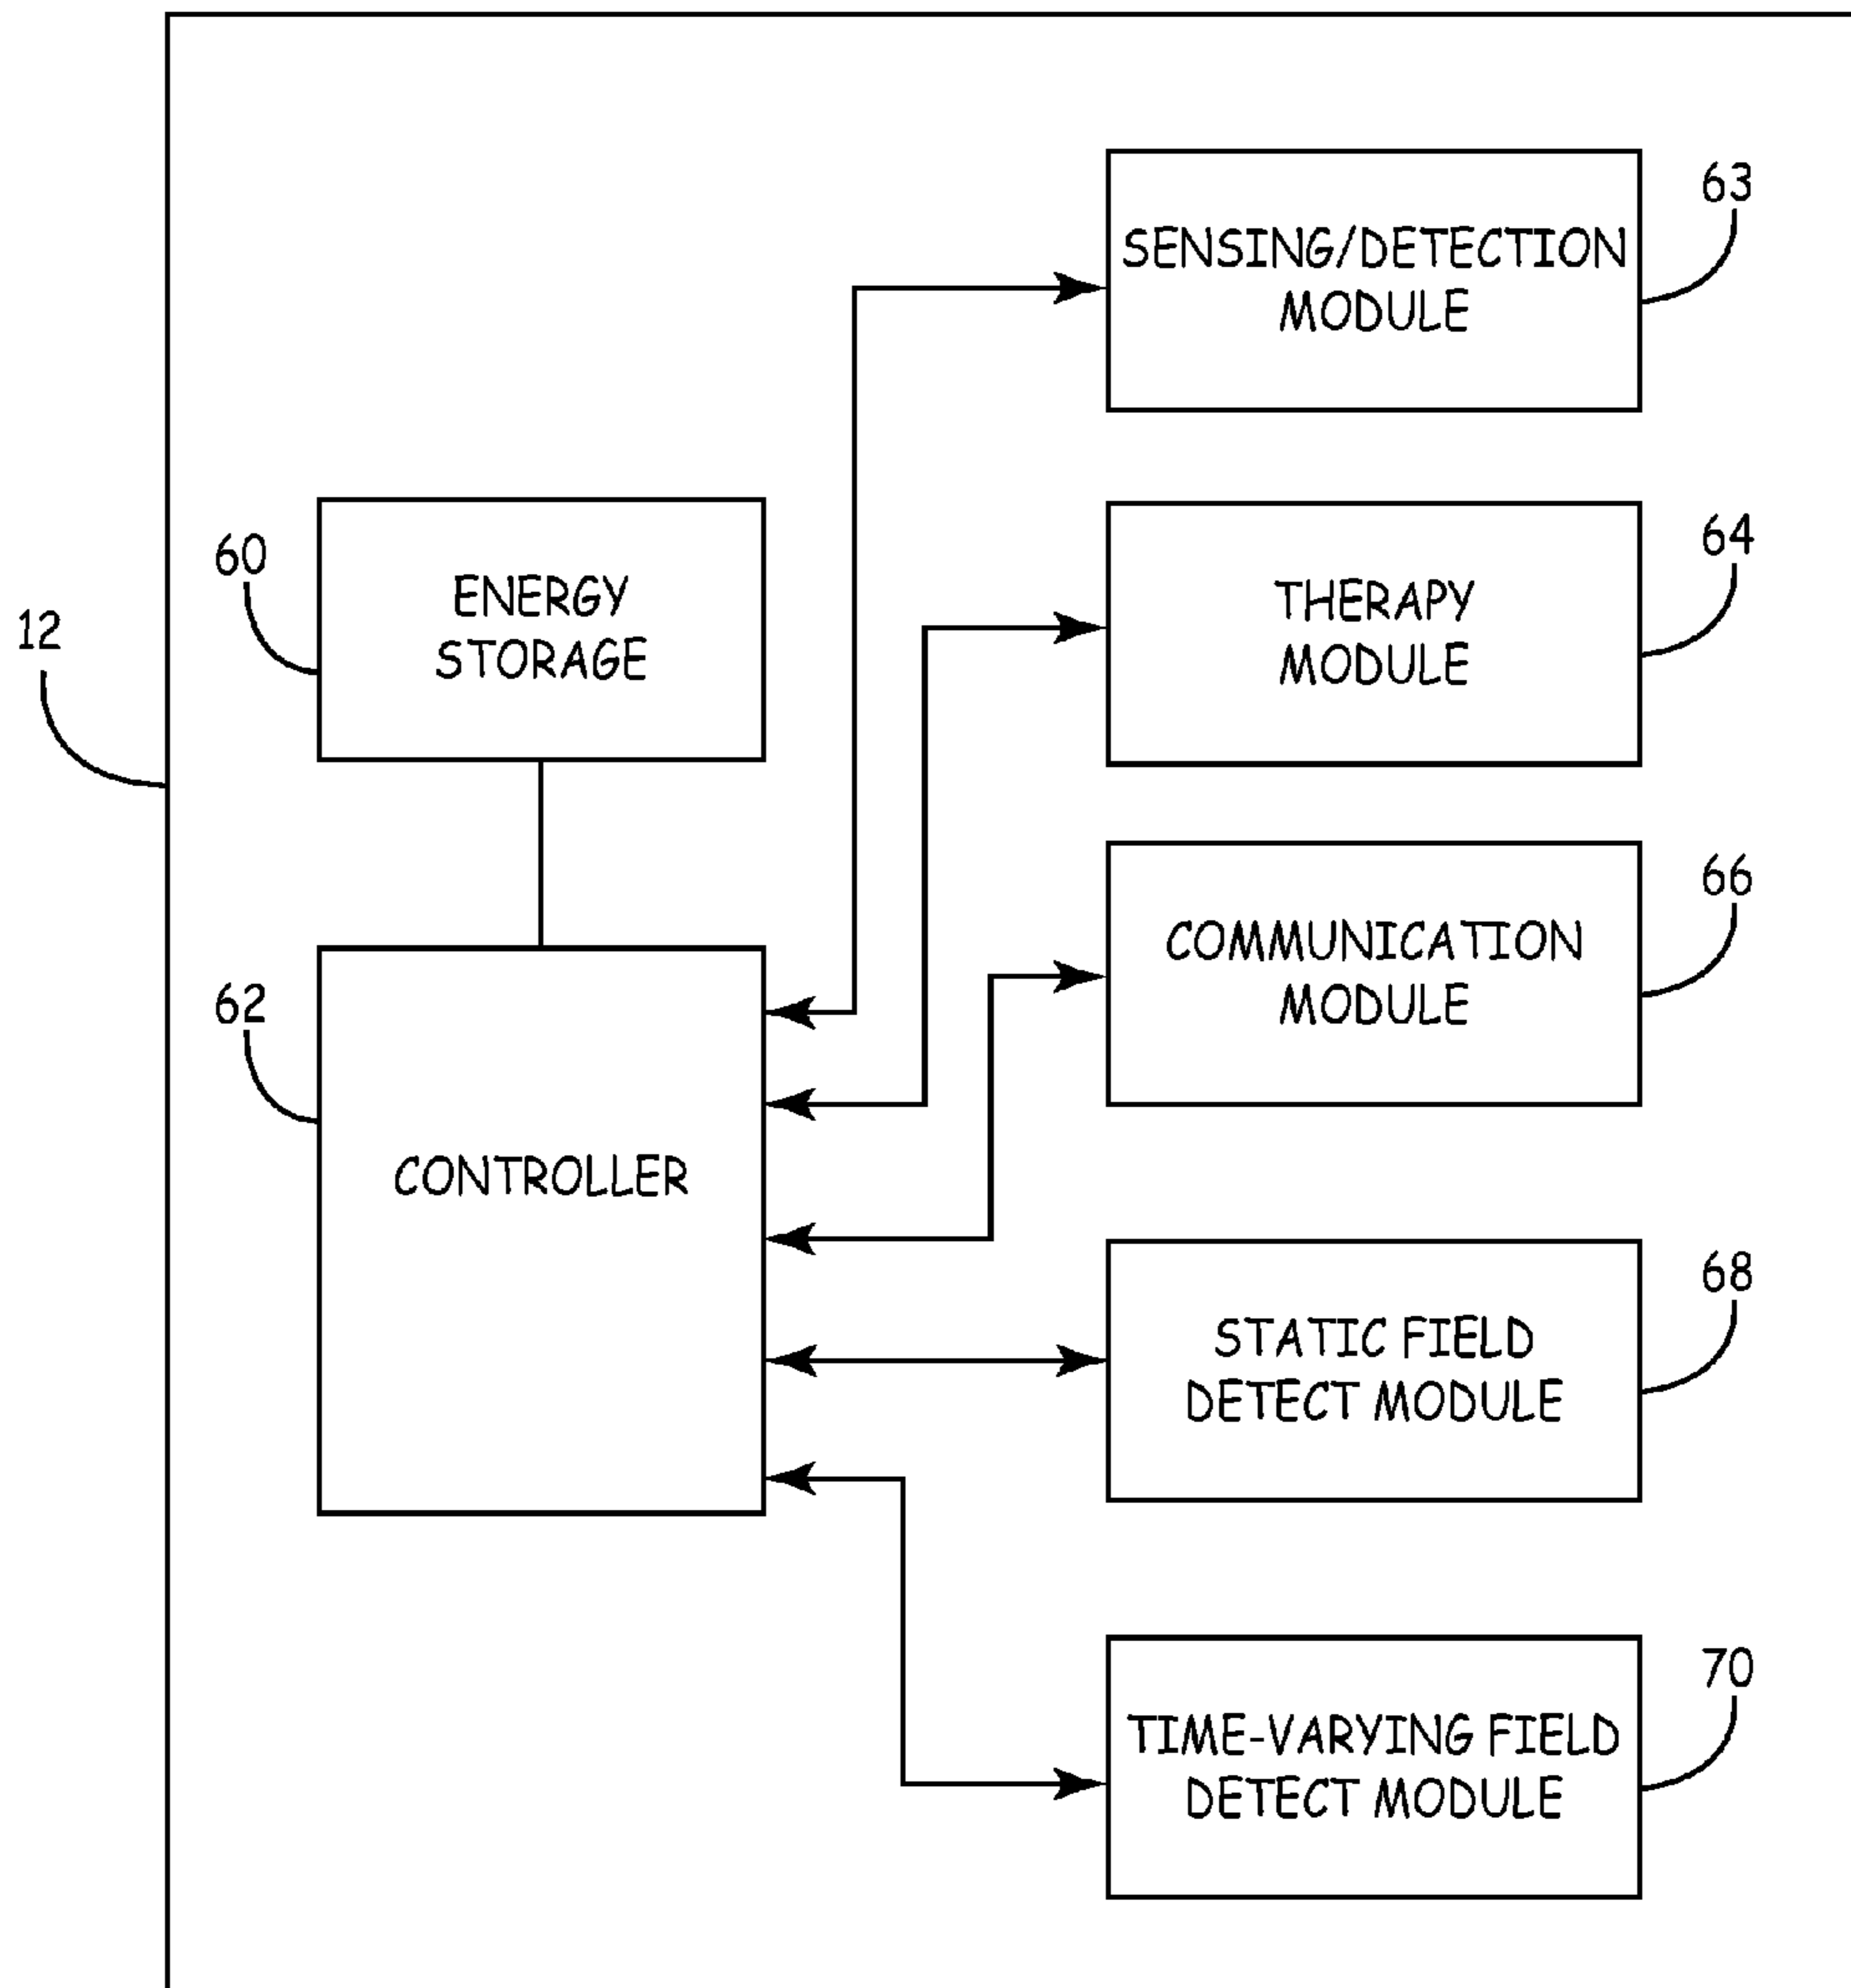 63
SENSING/DETECTION
MODULE
60
ENERGY
STORAGE
12
64
THERAPY
MODULE
66
COMMUNICATION
MODULE
62
CONTROLLER
68
STATIC FIELD
DETECT MODULE
70
TIME-VARYING FIELD
DETECT MODULE